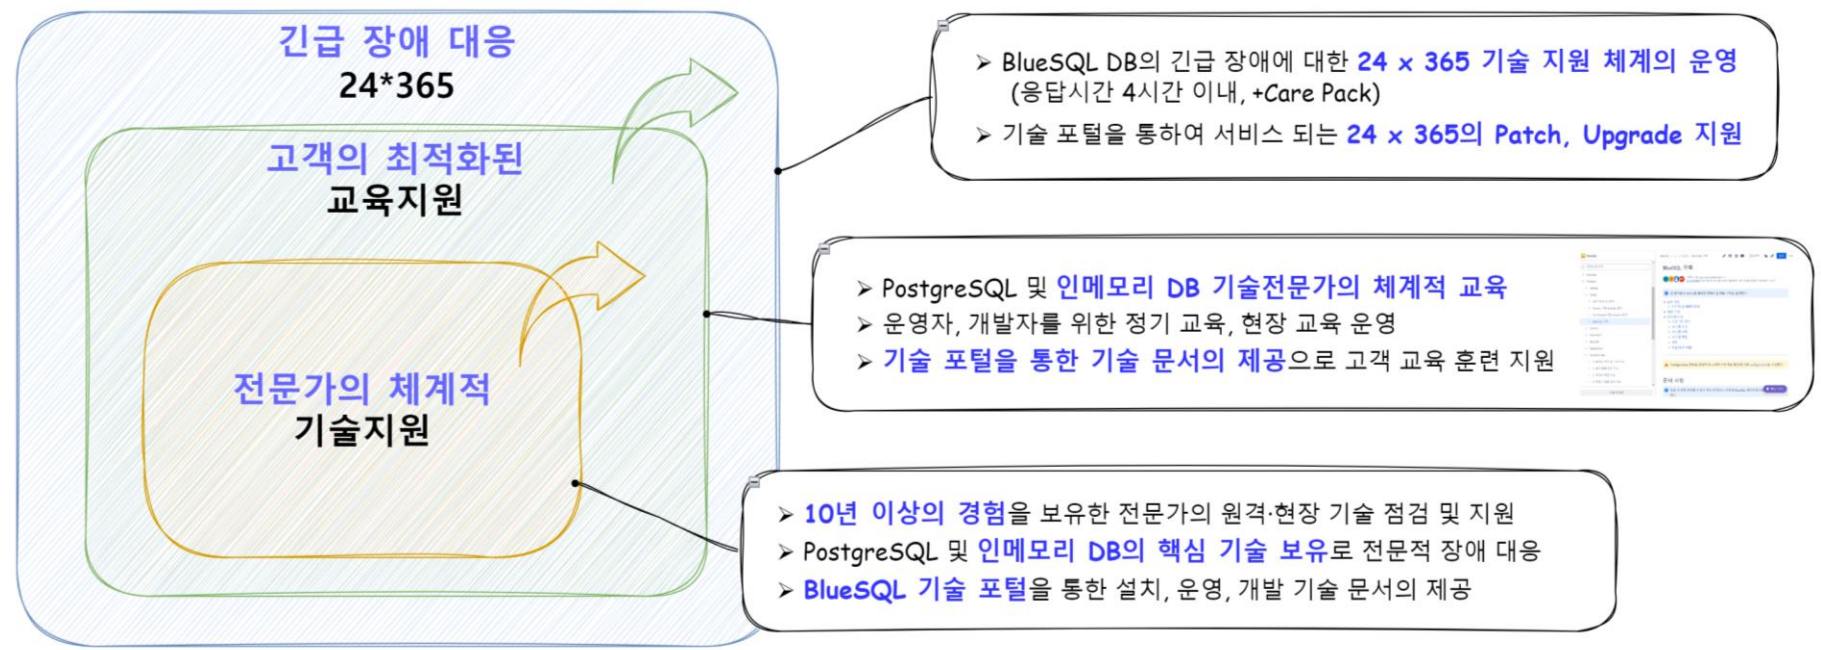 긴급 장애 대응
24*365
고객의 최적화된
교육지원
전문가의 체계적
기술지원
➢ BlueSQL DB의 긴급 장애에 대한 24 x 365 기술 지원 체계의 운영
(응답시간 4시간 이내, +Care Pack)
➢ 기술 포털을 통하여 서비스 되는 24 x 365의 Patch, Upgrade 지원
➢ PostgreSQL 및 인메모리 DB 기술전문가의 체계적 교육
➢ 운영자, 개발자를 위한 정기 교육, 현장 교육 운영
➢ 기술 포털을 통한 기술 문서의 제공으로 고객 교육 훈련 지원
➢ 10년 이상의 경험을 보유한 전문가의 원격·현장 기술 점검 및 지원
➢ PostgreSQL 및 인메모리 DB의 핵심 기술 보유로 전문적 장애 대응
➢ BlueSQL 기술 포털을 통한 설치, 운영, 개발 기술 문서의 제공